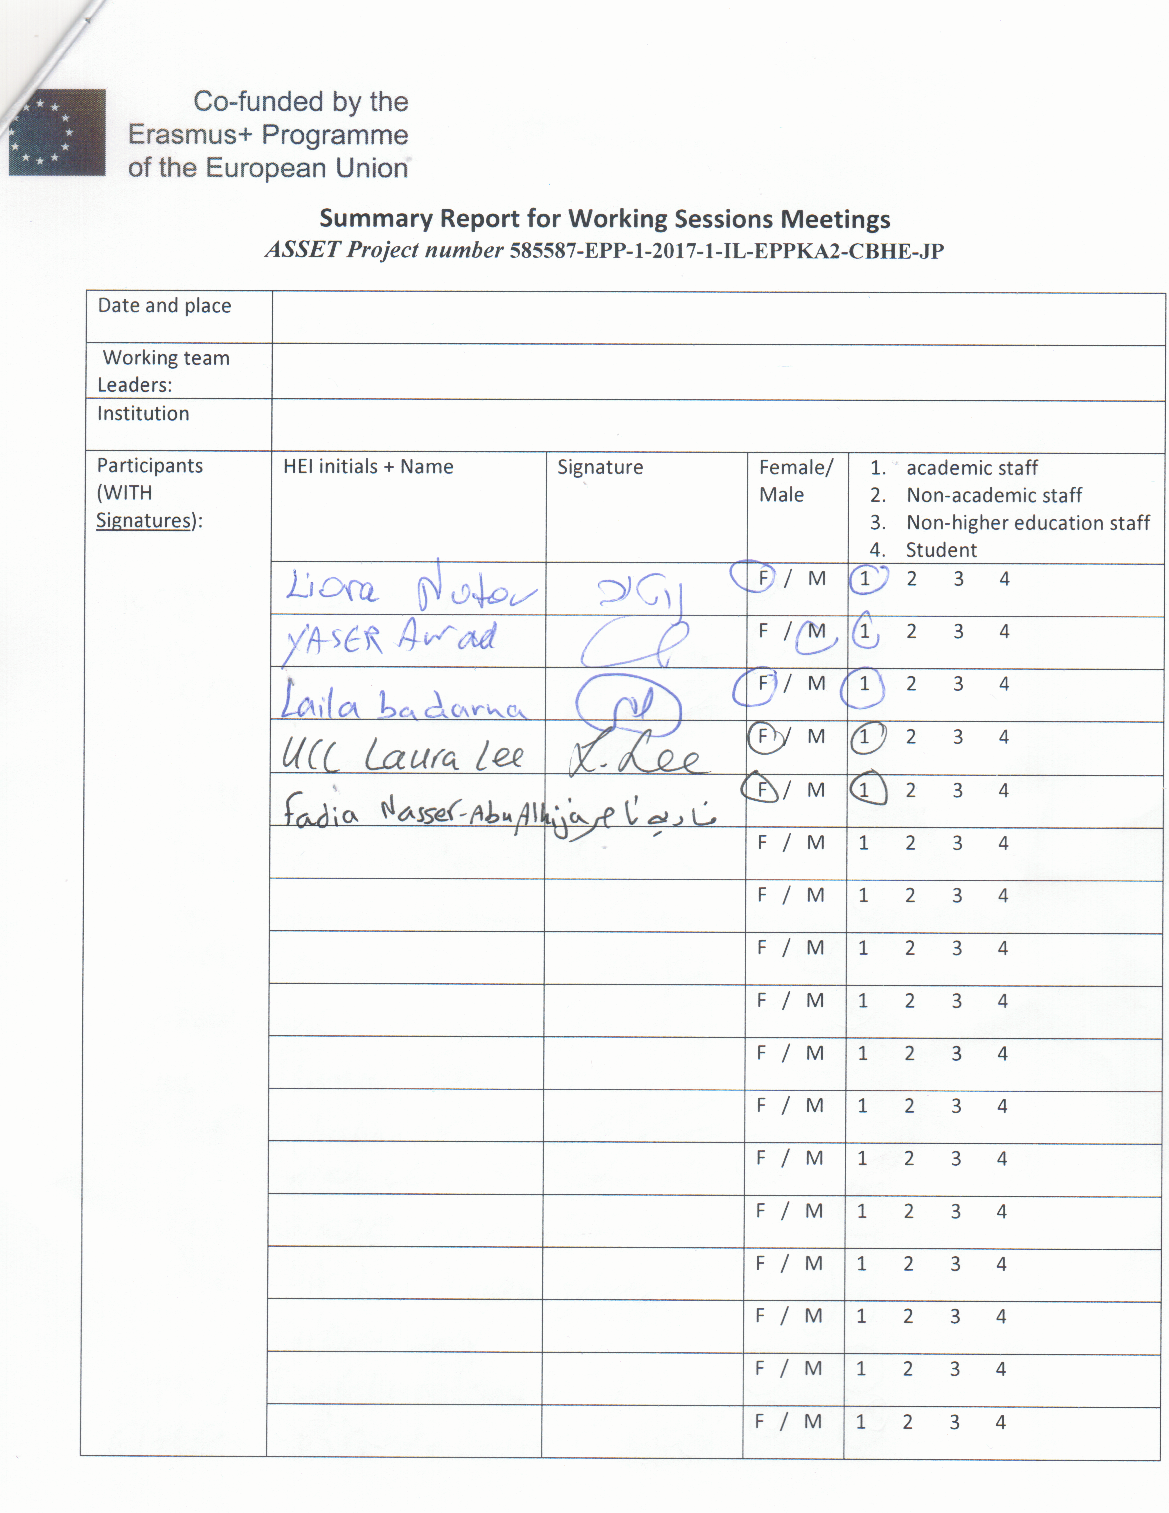 Co-funded by the
Erasmus+ Programme
of the European Union
Summary Report for Working Sessions Meetings
ASSET Project number 585587-EPP-1-2017-1-IL-EPPKA2-CBHE-JP
Date and place
Working team
Leaders:
Institution
Participants
(WITH
Signatures):
HEI initials + Name
Signature
Female/
Male
1. academic staff
2. Non-academic staff
3. Non-higher education staff
4. Student
Liora Nutov F / M 1 2 3 4
YASER Awad F / M 1 2 3 4
Laila badarna F / M 1 2 3 4
UCC Laura Lee L. Lee F / M 1 2 3 4
Fadia Nasser-Abu Alhija F / M 1 2 3 4
F / M 1 2 3 4
F / M 1 2 3 4
F / M 1 2 3 4
F / M 1 2 3 4
F / M 1 2 3 4
F / M 1 2 3 4
F / M 1 2 3 4
F / M 1 2 3 4
F / M 1 2 3 4
F / M 1 2 3 4
F / M 1 2 3 4
F / M 1 2 3 4